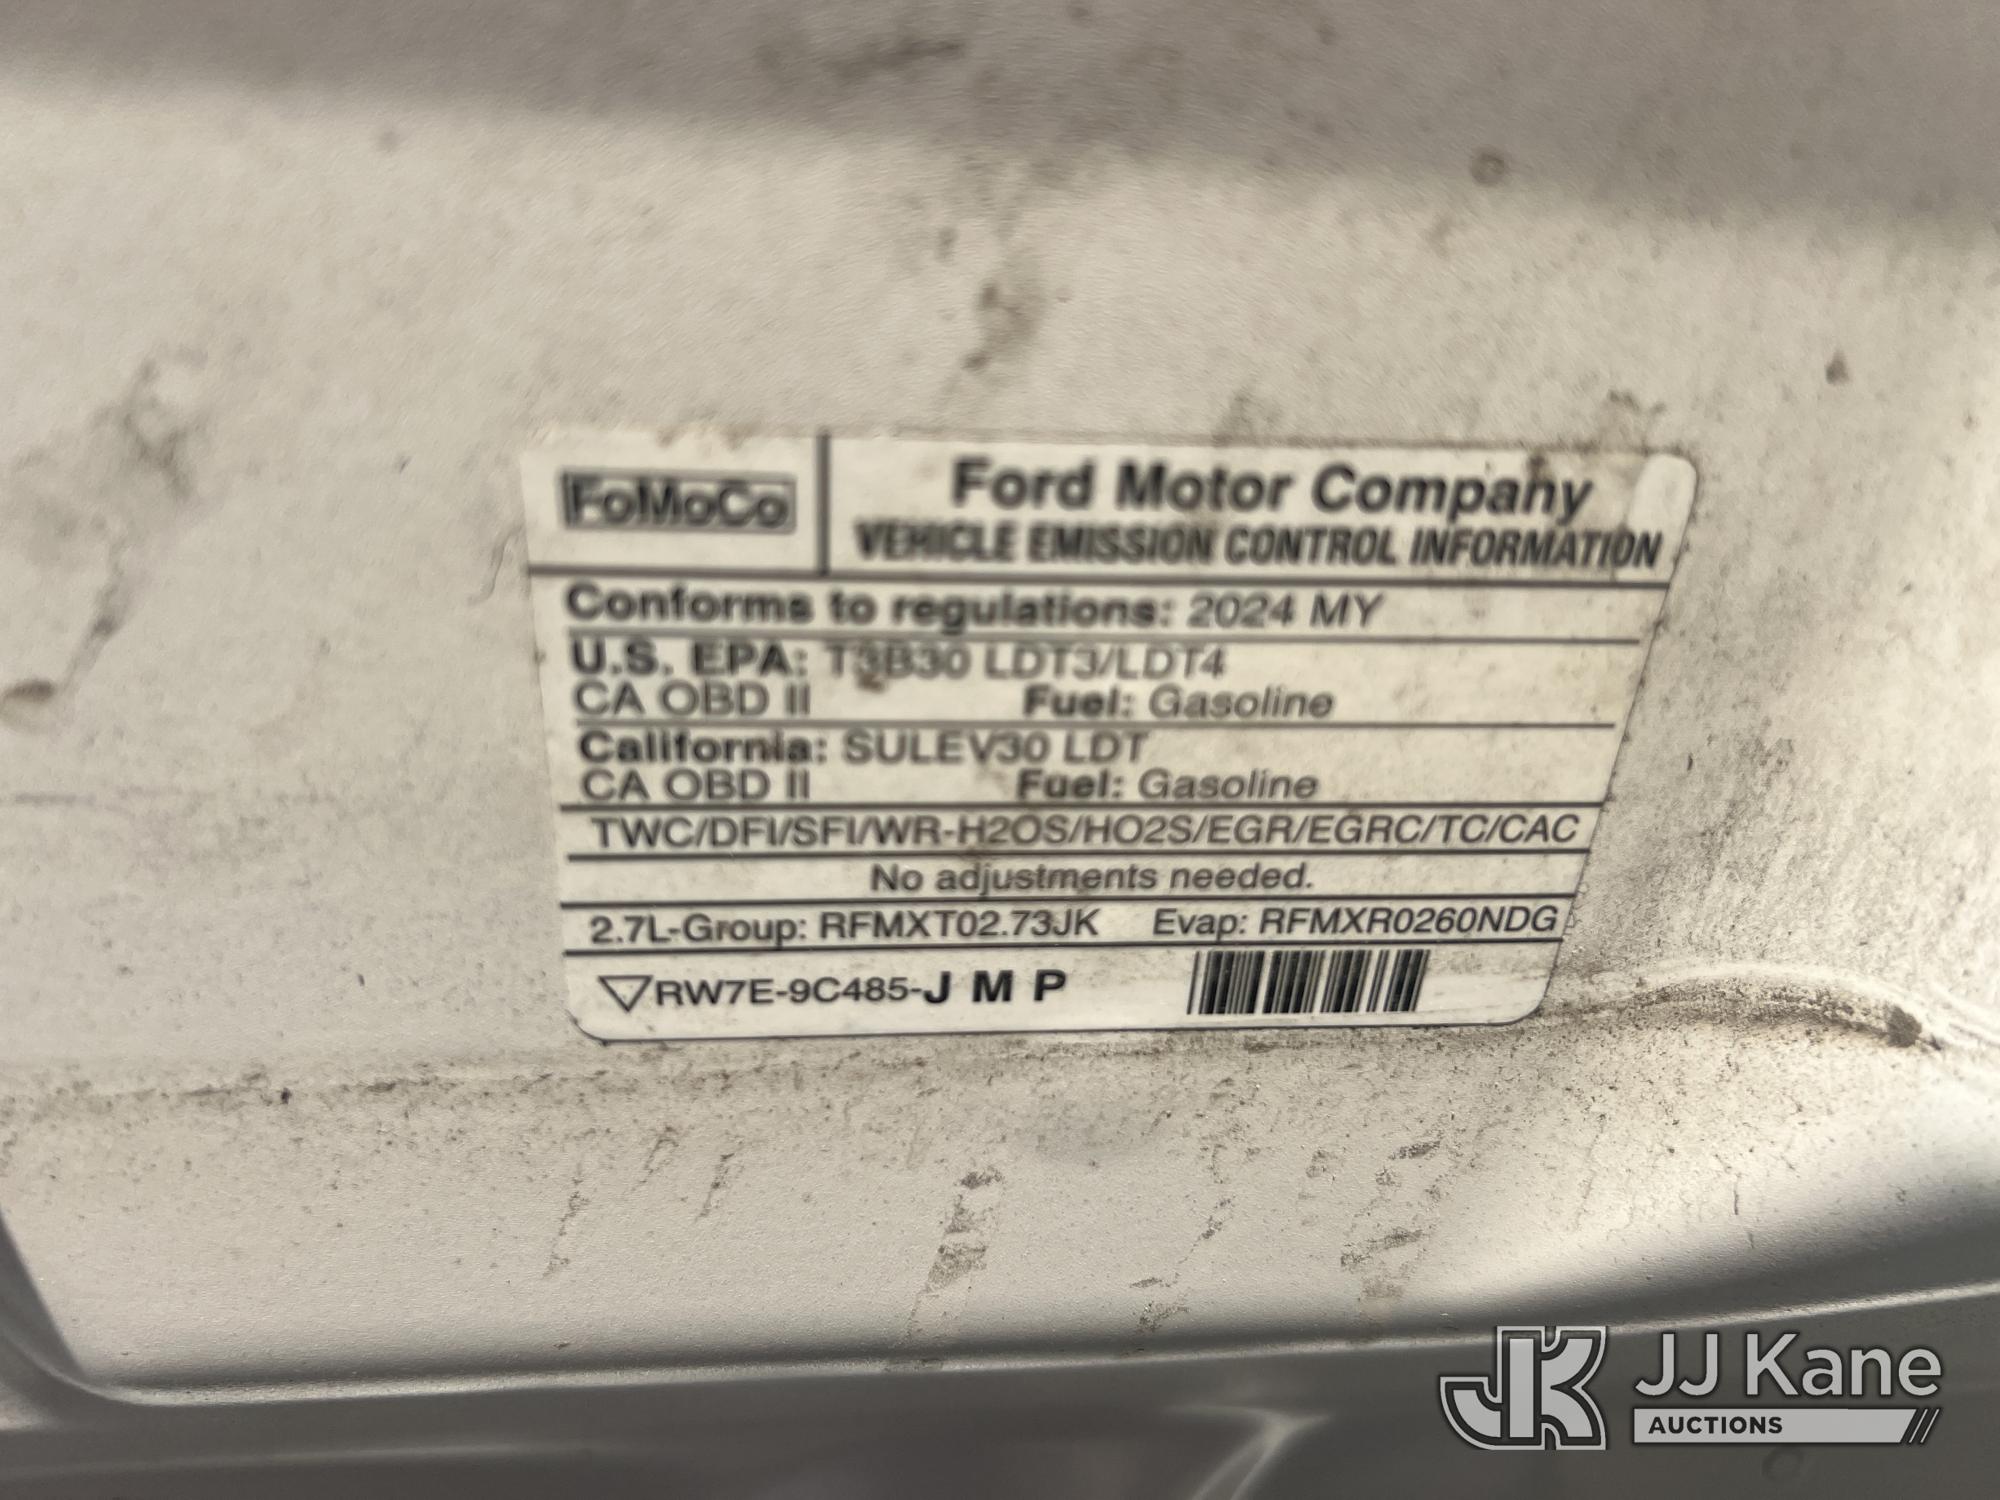 FoMoCo
Ford Motor Company
VEHICLE EMISSION CONTROL INFORMATION
Conforms to regulations: 2024 MY
U.S. EPA: T3B30 LDT3/LDT4
CA OBD II Fuel: Gasoline
California: SULEV30 LDT
CA OBD II Fuel: Gasoline
TWC/DFI/SFI/WR-H2OS/HO2S/EGR/EGRC/TC/CAC
No adjustments needed.
2.7L-Group: RFMXT02.73JK Evap: RFMXR0260NDG
RW7E-9C485-J M P
JK JJ Kane
AUCTIONS